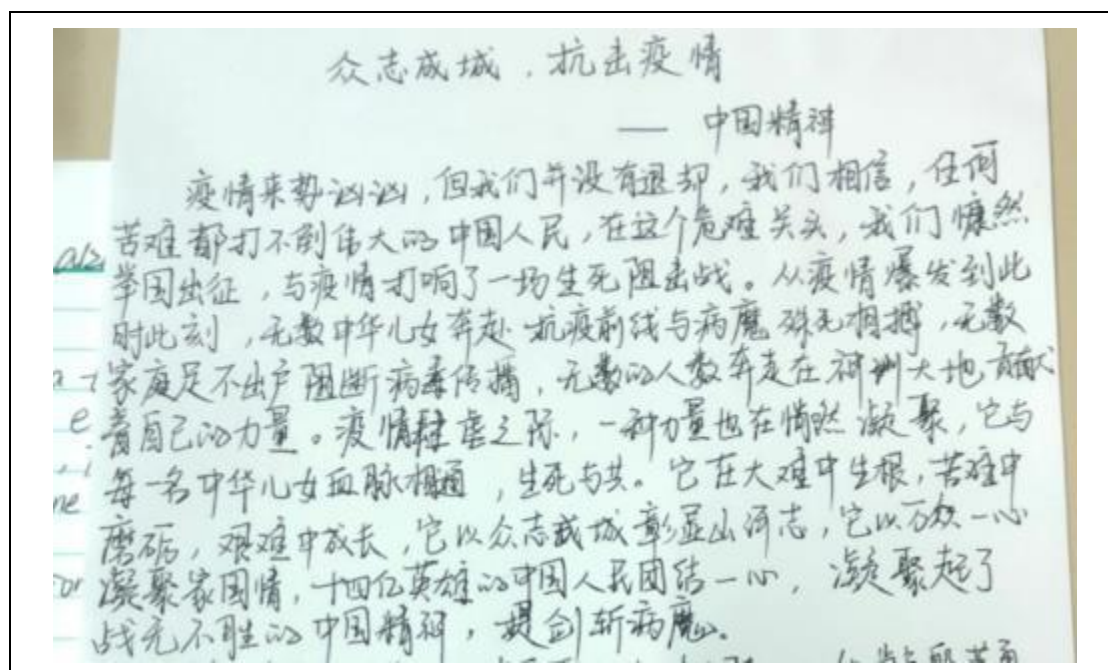 众志成城，抗击疫情
—— 中国精神
疫情来势汹汹，但我们并没有退却，我们相信，任何
苦难都打不倒伟大的中国人民，在这个危难关头，我们慷然
举国出征，与疫情打响了一场生死阻击战。从疫情爆发到此
时此刻，无数中华儿女奔赴抗疫前线与病魔殊死相搏，无数
家庭足不出户阻断病毒传播，无数的人数奔走在神州大地贡献
着自己的力量。疫情肆虐之际，一种力量也在悄然凝聚，它与
每一名中华儿女血脉相通，生死与共。它在大难中生根，苦难中
磨砺，艰难中成长，它以众志成城彰显山河志，它以万众一心
凝聚家国情，十四亿英雄的中国人民团结一心，凝聚起了
战无不胜的中国精神，提剑斩病魔。